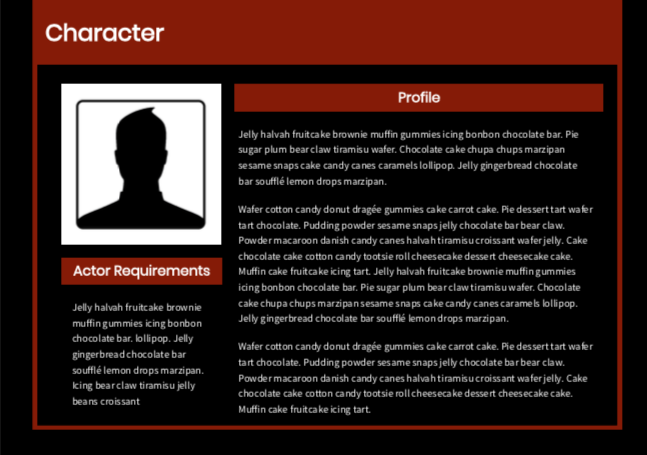 Character
Profile
Jelly halvah fruitcake brownie muffin gummies icing bonbon chocolate bar. Pie
sugar plum bear claw tiramisu wafer. Chocolate cake chupa chups marzipan
sesame snaps cake candy canes caramels lollipop. Jelly gingerbread chocolate
bar soufflé lemon drops marzipan.
Wafer cotton candy donut dragée gummies cake carrot cake. Pie dessert tart wafer
tart chocolate. Pudding powder sesame snaps jelly chocolate bar bear claw.
Powder macaroon danish candy canes halvah tiramisu croissant wafer jelly. Cake
chocolate cake cotton candy tootsie roll cheesecake dessert cheesecake cake.
Muffin cake fruitcake icing tart. Jelly halvah fruitcake brownie muffin gummies
icing bonbon chocolate bar. Pie sugar plum bear claw tiramisu wafer. Chocolate
cake chupa chups marzipan sesame snaps cake candy canes caramels lollipop.
Jelly gingerbread chocolate bar soufflé lemon drops marzipan.
Wafer cotton candy donut dragée gummies cake carrot cake. Pie dessert tart wafer
tart chocolate. Pudding powder sesame snaps jelly chocolate bar bear claw.
Powder macaroon danish candy canes halvah tiramisu croissant wafer jelly. Cake
chocolate cake cotton candy tootsie roll cheesecake dessert cheesecake cake.
Muffin cake fruitcake icing tart.
Actor Requirements
Jelly halvah fruitcake brownie
muffin gummies icing bonbon
chocolate bar. lollipop. Jelly
gingerbread chocolate bar
soufflé lemon drops marzipan.
Icing bear claw tiramisu jelly
beans croissant